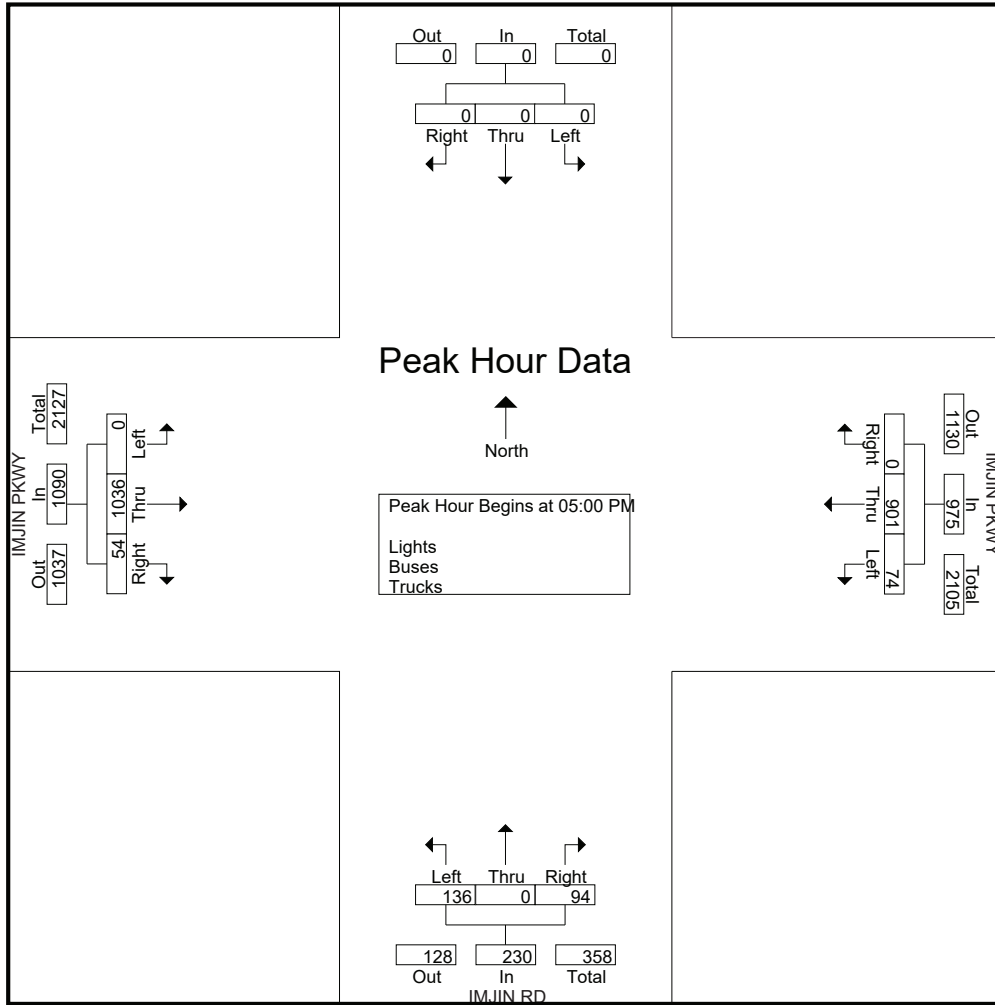 Out In Total
0 0 0
0 0 0
Right Thru Left
Peak Hour Data
North
Peak Hour Begins at 05:00 PM
Lights
Buses
Trucks
IMJIN PKWY
Out In Total
1037 1090 2127
Right Thru Left
54 1036 0
IMJIN PKWY
Out In Total
1130 975 2105
Right Thru Left
0 901 74
Left Thru Right
136 0 94
128 230 358
Out In Total
IMJIN RD